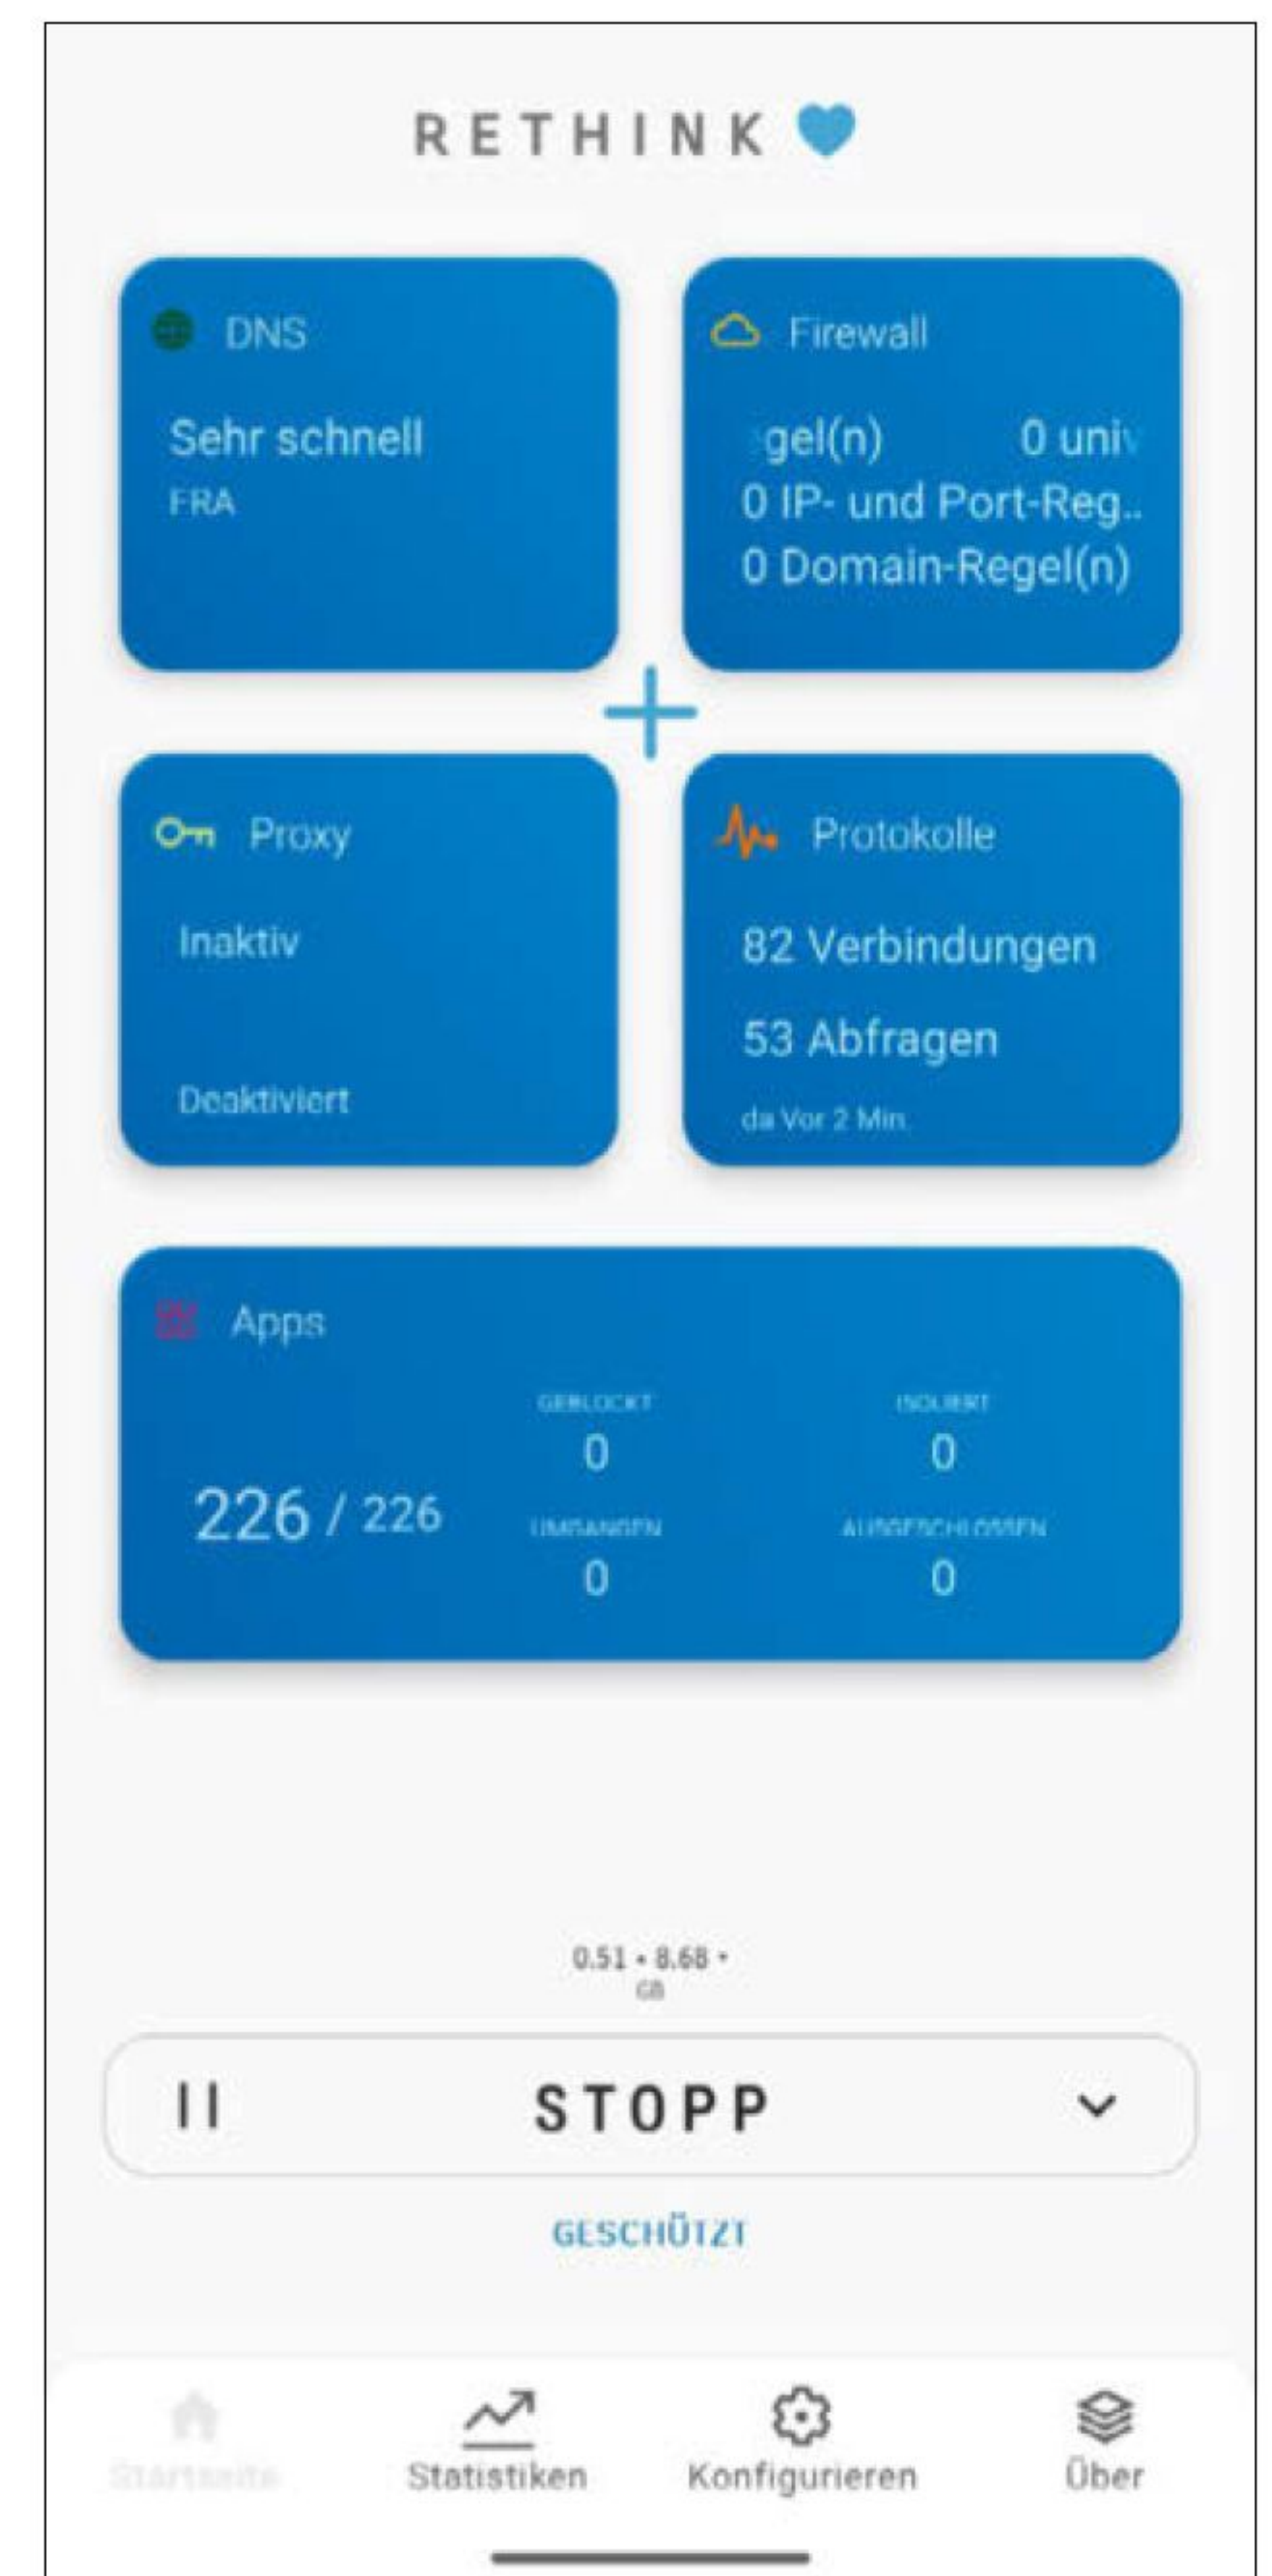 RETHINK
DNS
Sehr schnell
FRA
Firewall
gel(n) 0 univ
0 IP- und Port-Reg..
0 Domain-Regel(n)
Proxy
Inaktiv
Deaktiviert
Protokolle
82 Verbindungen
53 Abfragen
da Vor 2 Min.
Apps
226 / 226
GEBLOCKT
0
ISOLIERT
0
UMGANGEN
0
AUSGESCHLOSSEN
0
0.51 • 8.68 •
GB
STOPP
GESCHÜTZT
Startseite
Statistiken
Konfigurieren
Über